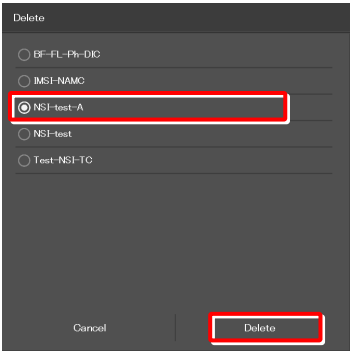 Delete
BF-FL-Ph-DIC
IMSI-NAMC
NSI-test-A
NSI-test
Test-NSI-TC
Cancel
Delete